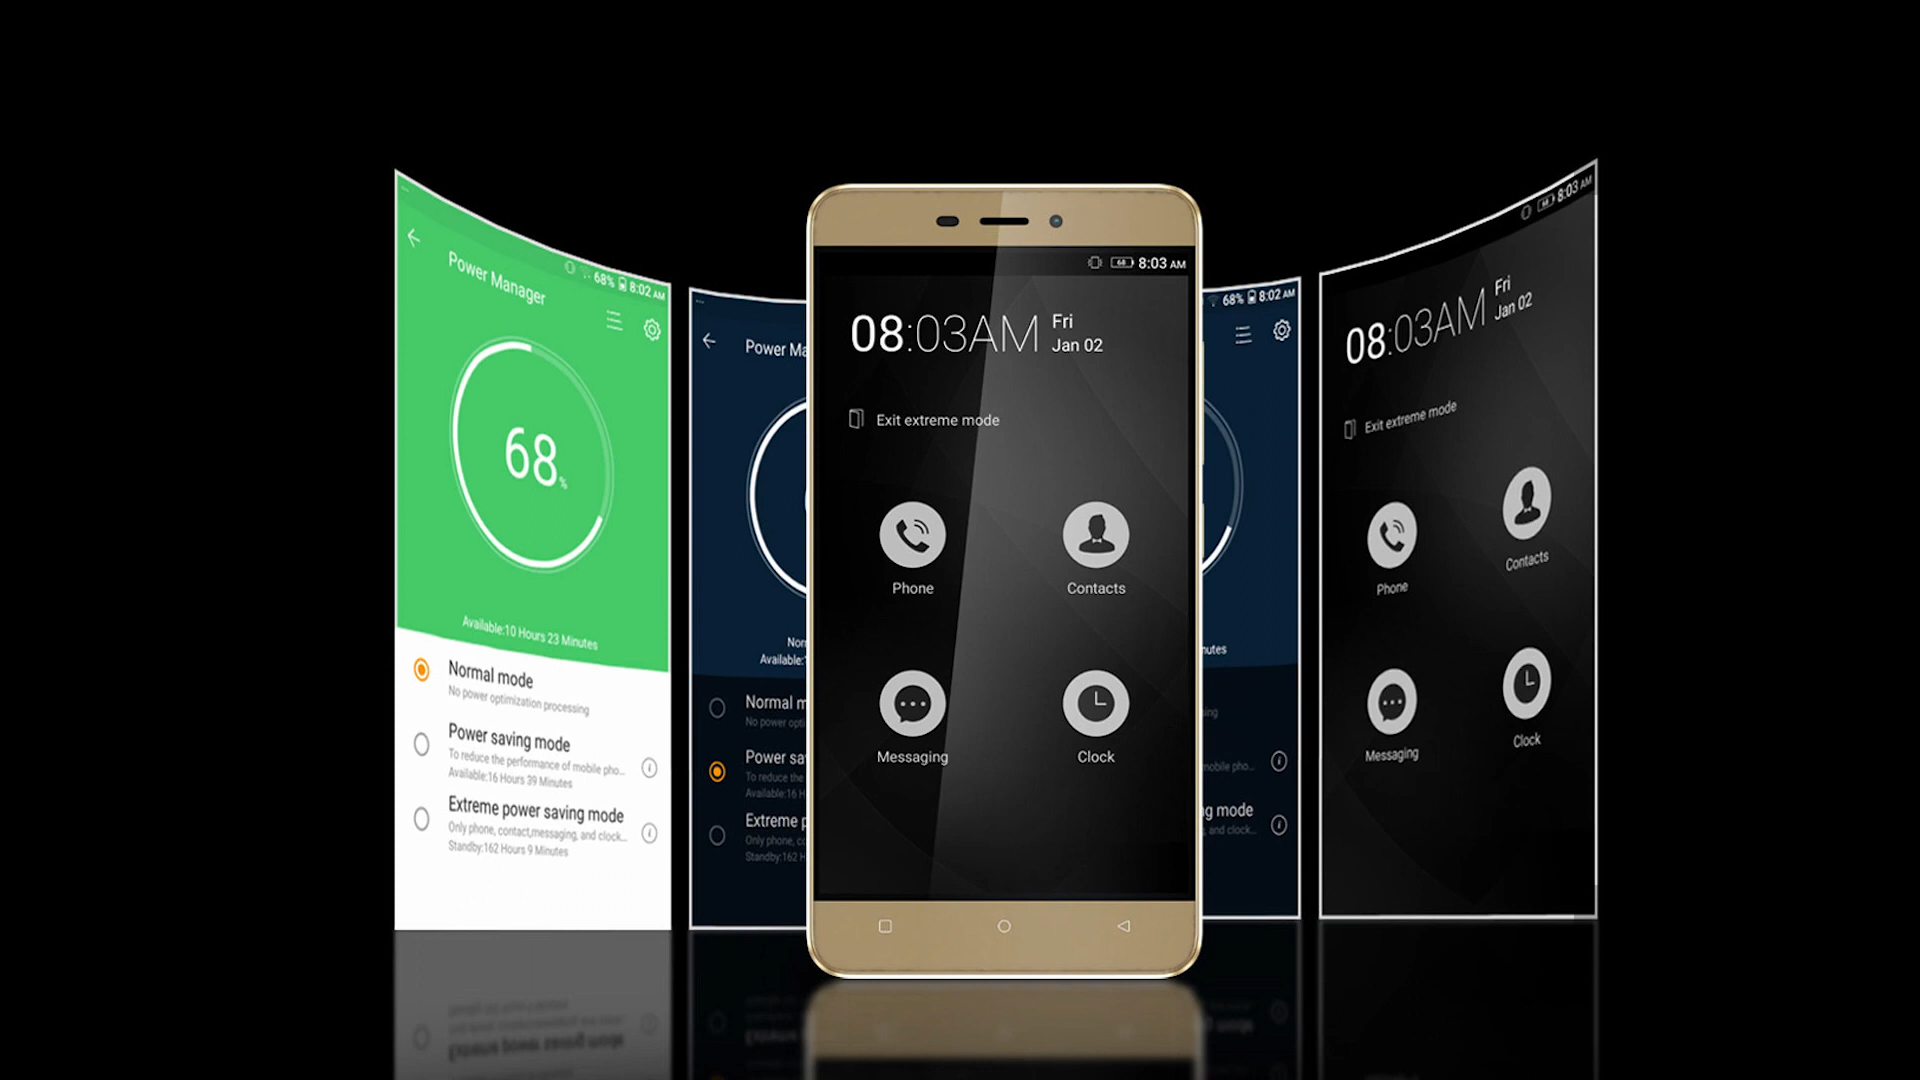 68% 8:02 AM
Power Manager
68%
Available:10 Hours 23 Minutes
Normal mode
No power optimization processing
Power saving mode
To reduce the performance of mobile pho...
Available:16 Hours 39 Minutes
Extreme power saving mode
Only phone, contact,messaging, and clock...
Standby:162 Hours 9 Minutes
68% 8:02 AM
Power Ma
Available:
nutes
Normal m
No power opti
Power sa
To reduce the
mobile pho...
Available:16 H
Extreme p
g mode
Only phone, c
, and clock...
Standby:162 H
68 8:03 AM
08:03AM
Fri
Jan 02
Exit extreme mode
Phone
Contacts
Messaging
Clock
68 8:03 AM
08:03AM
Fri
Jan 02
Exit extreme mode
Phone
Contacts
Messaging
Clock